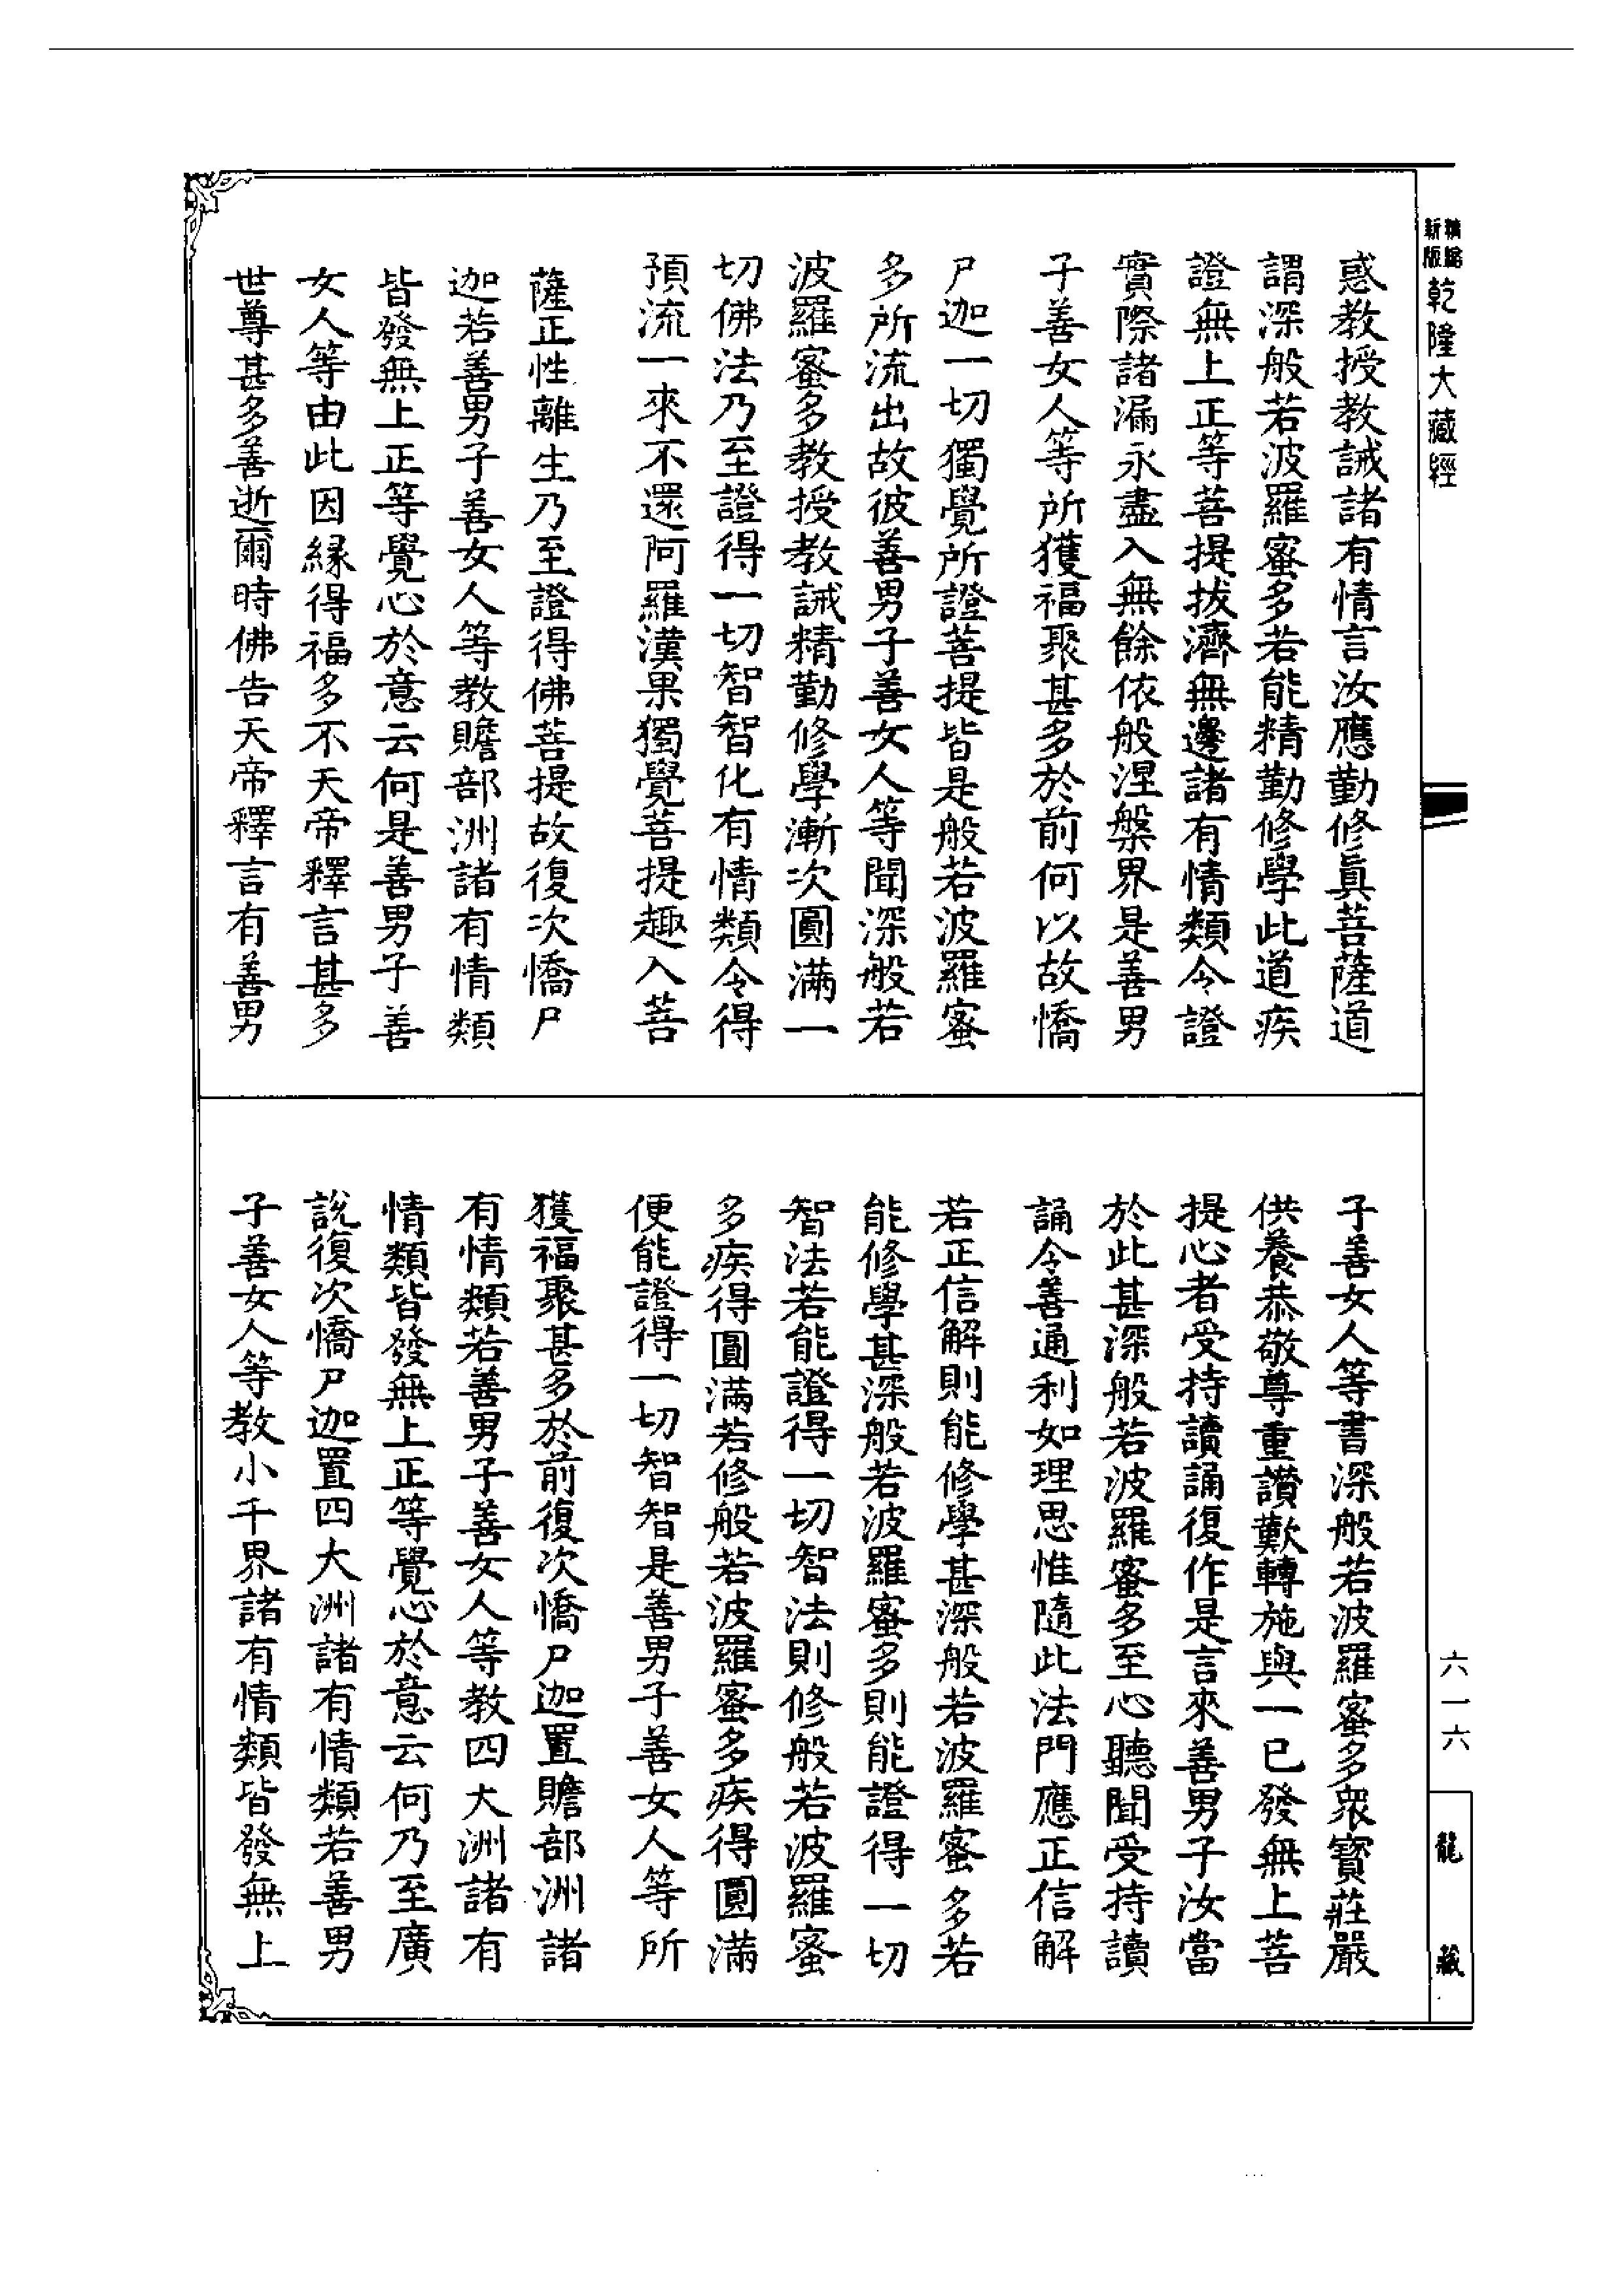 精縮
新版
乾隆大藏經
惑教授教誡諸有情言汝應勤修真菩薩道
謂深般若波羅蜜多若能精勤修學此道疾
證無上正等菩提拔濟無邊諸有情類令證
實際諸漏永盡入無餘依般涅槃界是善男
子善女人等所獲福聚甚多於前何以故憍
尸迦一切獨覺所證菩提皆是般若波羅蜜
多所流出故彼善男子善女人等聞深般若
波羅蜜多教授教誡精勤修學漸次圓滿一
切佛法乃至證得一切智智化有情類令得
預流一來不還阿羅漢果獨覺菩提趣入菩
薩正性離生乃至證得佛菩提故復次憍尸
迦若善男子善女人等教贍部洲諸有情類
皆發無上正等覺心於意云何是善男子善
女人等由此因緣得福多不天帝釋言甚多
世尊甚多善逝爾時佛告天帝釋言有善男
子善女人等書深般若波羅蜜多眾寶莊嚴
供養恭敬尊重讚歎轉施與一已發無上菩
提心者受持讀誦復作是言來善男子汝當
於此甚深般若波羅蜜多至心聽聞受持讀
誦令善通利如理思惟隨此法門應正信解
若正信解則能修學甚深般若波羅蜜多若
能修學甚深般若波羅蜜多則能證得一切
智法若能證得一切智法則修般若波羅蜜
多疾得圓滿若修般若波羅蜜多疾得圓滿
便能證得一切智智是善男子善女人等所
獲福聚甚多於前復次憍尸迦置贍部洲諸
有情類若善男子善女人等教四大洲諸有
情類皆發無上正等覺心於意云何乃至廣
說復次憍尸迦置四大洲諸有情類若善男
子善女人等教小千界諸有情類皆發無上
六一六
龍藏